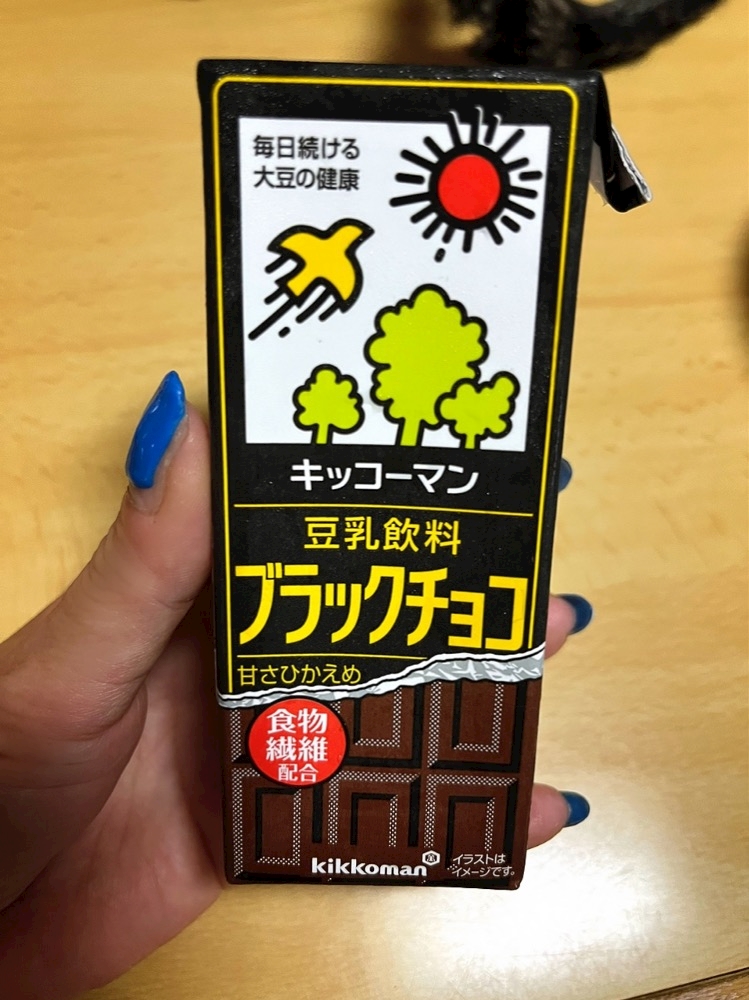 毎日続ける
大豆の健康
キッコーマン
豆乳飲料
ブラックチョコ
甘さひかえめ
食物
繊維
配合
kikkoman
イラストは
イメージです。